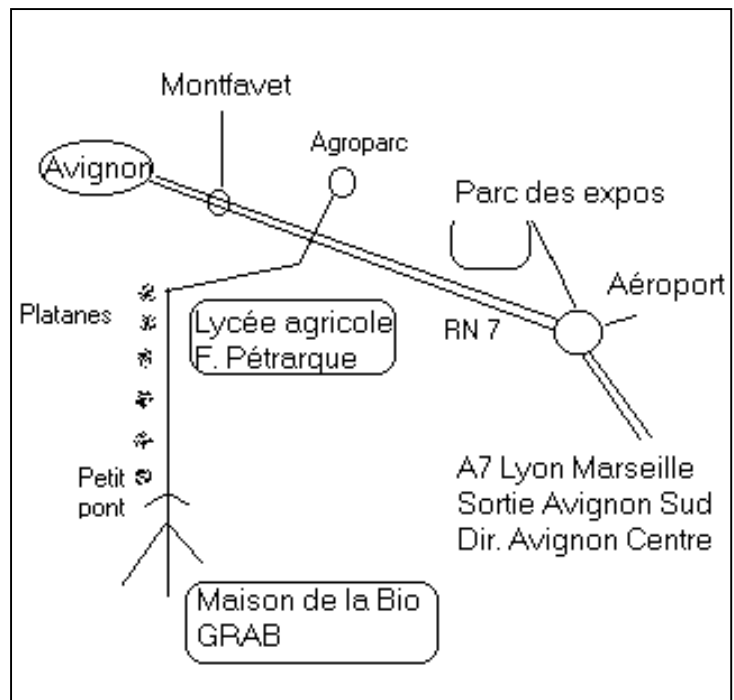 Montfavet
Agroparc
Avignon
Parc des expos
Aéroport
Platanes
Lycée agricole
F. Pétrarque
RN 7
Petit
pont
A7 Lyon Marseille
Sortie Avignon Sud
Dir. Avignon Centre
Maison de la Bio
GRAB